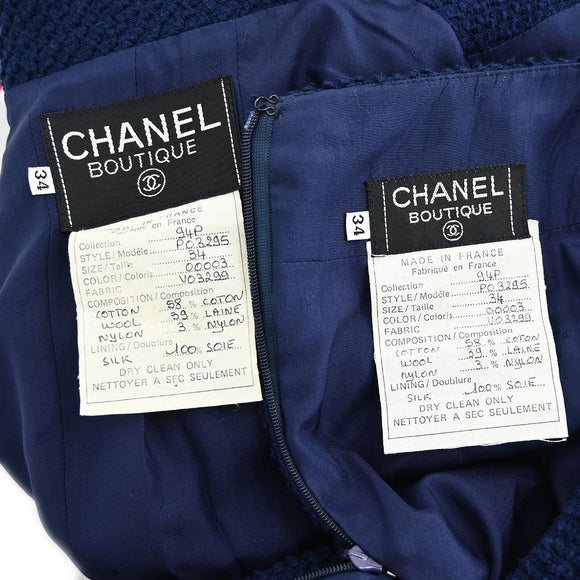 CHANEL
BOUTIQUE
34
MADE IN FRANCE
Collection 94P
STYLE / Modèle. P03295
SIZE / Taille 34
COLOR / Coloris 00003
FABRIC V03299
COMPOSITION / Composition
58 % COTON
COTTON 39 % LAINE
WOOL 3 % NYLON
NYLON
LINING / Doublure
SILK 100% SOIE
DRY CLEAN ONLY
NETTOYER A SEC SEULEMENT
CHANEL
BOUTIQUE
34
MADE IN FRANCE
Fabriqué en France
Collection 94P
STYLE / Modèle. P03295
SIZE / Taille 34
COLOR / Coloris 00003
FABRIC V03299
COMPOSITION / Composition
58 % COTON
COTTON 39 % LAINE
WOOL 3 % NYLON
NYLON
LINING / Doublure
SILK 100% SOIE
DRY CLEAN ONLY
NETTOYER A SEC SEULEMENT